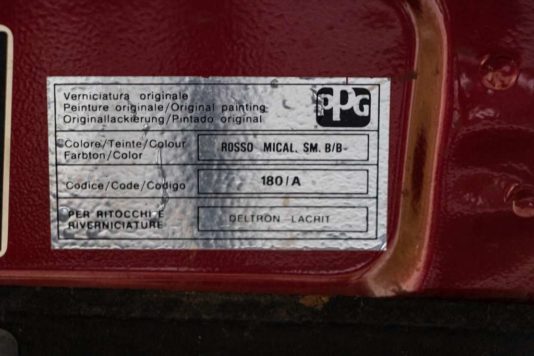 Verniciatura originale
Peinture originale/Original painting
Originallackierung/Pintado original
PPG
Colore/Teinte/Colour
Farbton/Color
ROSSO MICAL. SM. B/B-
Codice/Code/Codigo
180/A
PER RITOCCHI E
RIVERNICIATURE
DELTRON LACHIT